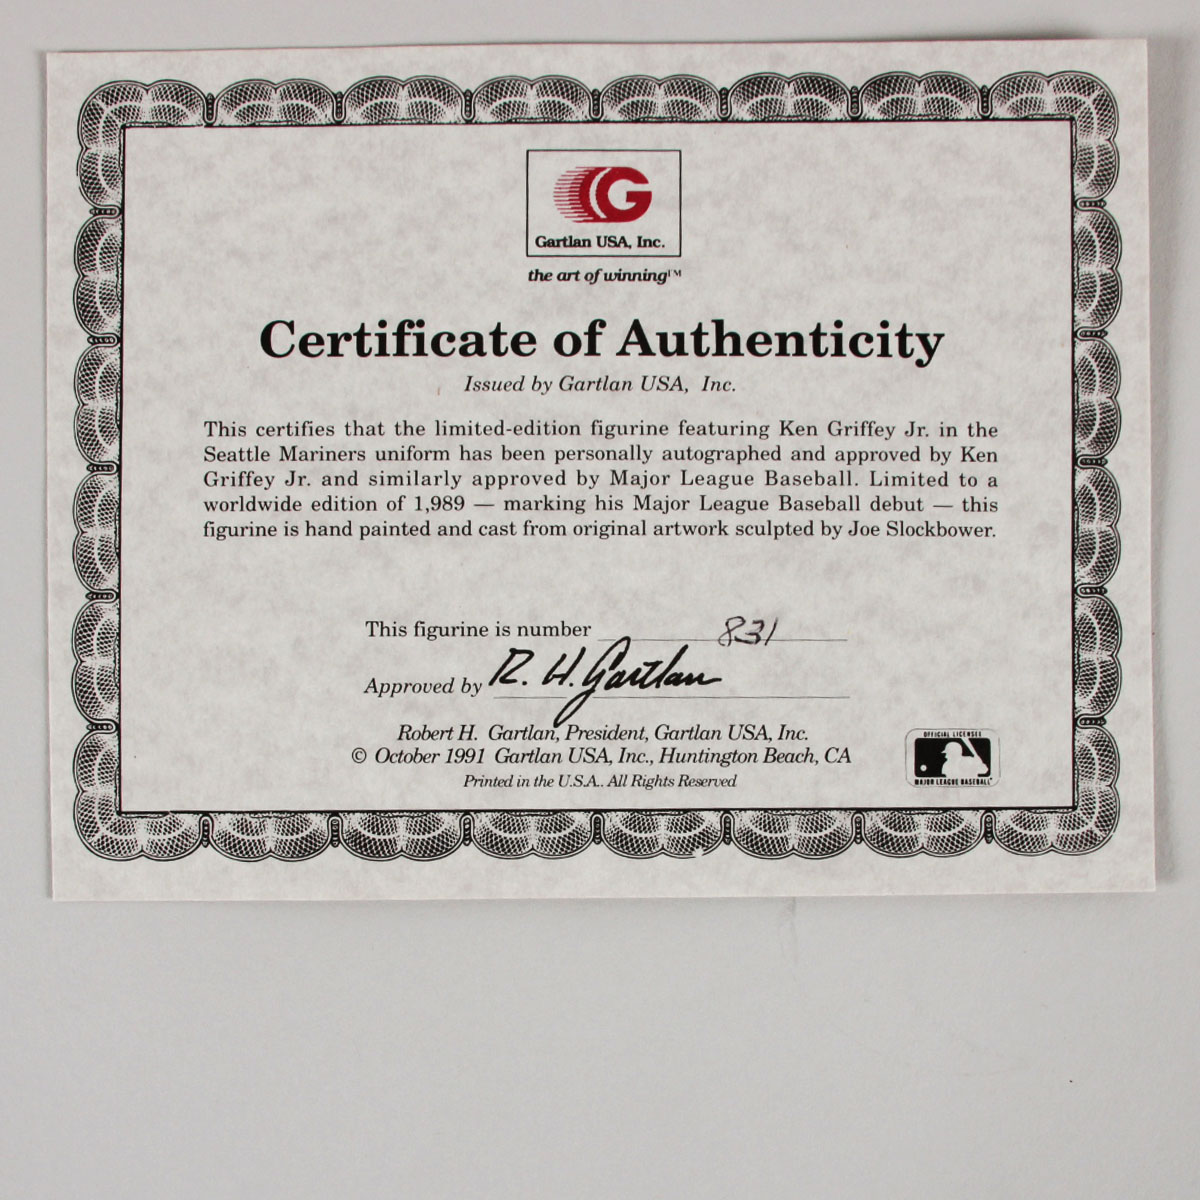 G
Gartlan USA, Inc.
the art of winning™
Certificate of Authenticity
Issued by Gartlan USA, Inc.
This certifies that the limited-edition figurine featuring Ken Griffey Jr. in the
Seattle Mariners uniform has been personally autographed and approved by Ken
Griffey Jr. and similarly approved by Major League Baseball. Limited to a
worldwide edition of 1,989 — marking his Major League Baseball debut — this
figurine is hand painted and cast from original artwork sculpted by Joe Slockbower.
This figurine is number 831
Approved by R. H. Gartlan
Robert H. Gartlan, President, Gartlan USA, Inc.
© October 1991 Gartlan USA, Inc., Huntington Beach, CA
Printed in the U.S.A.. All Rights Reserved
OFFICIAL LICENSEE
MAJOR LEAGUE BASEBALL